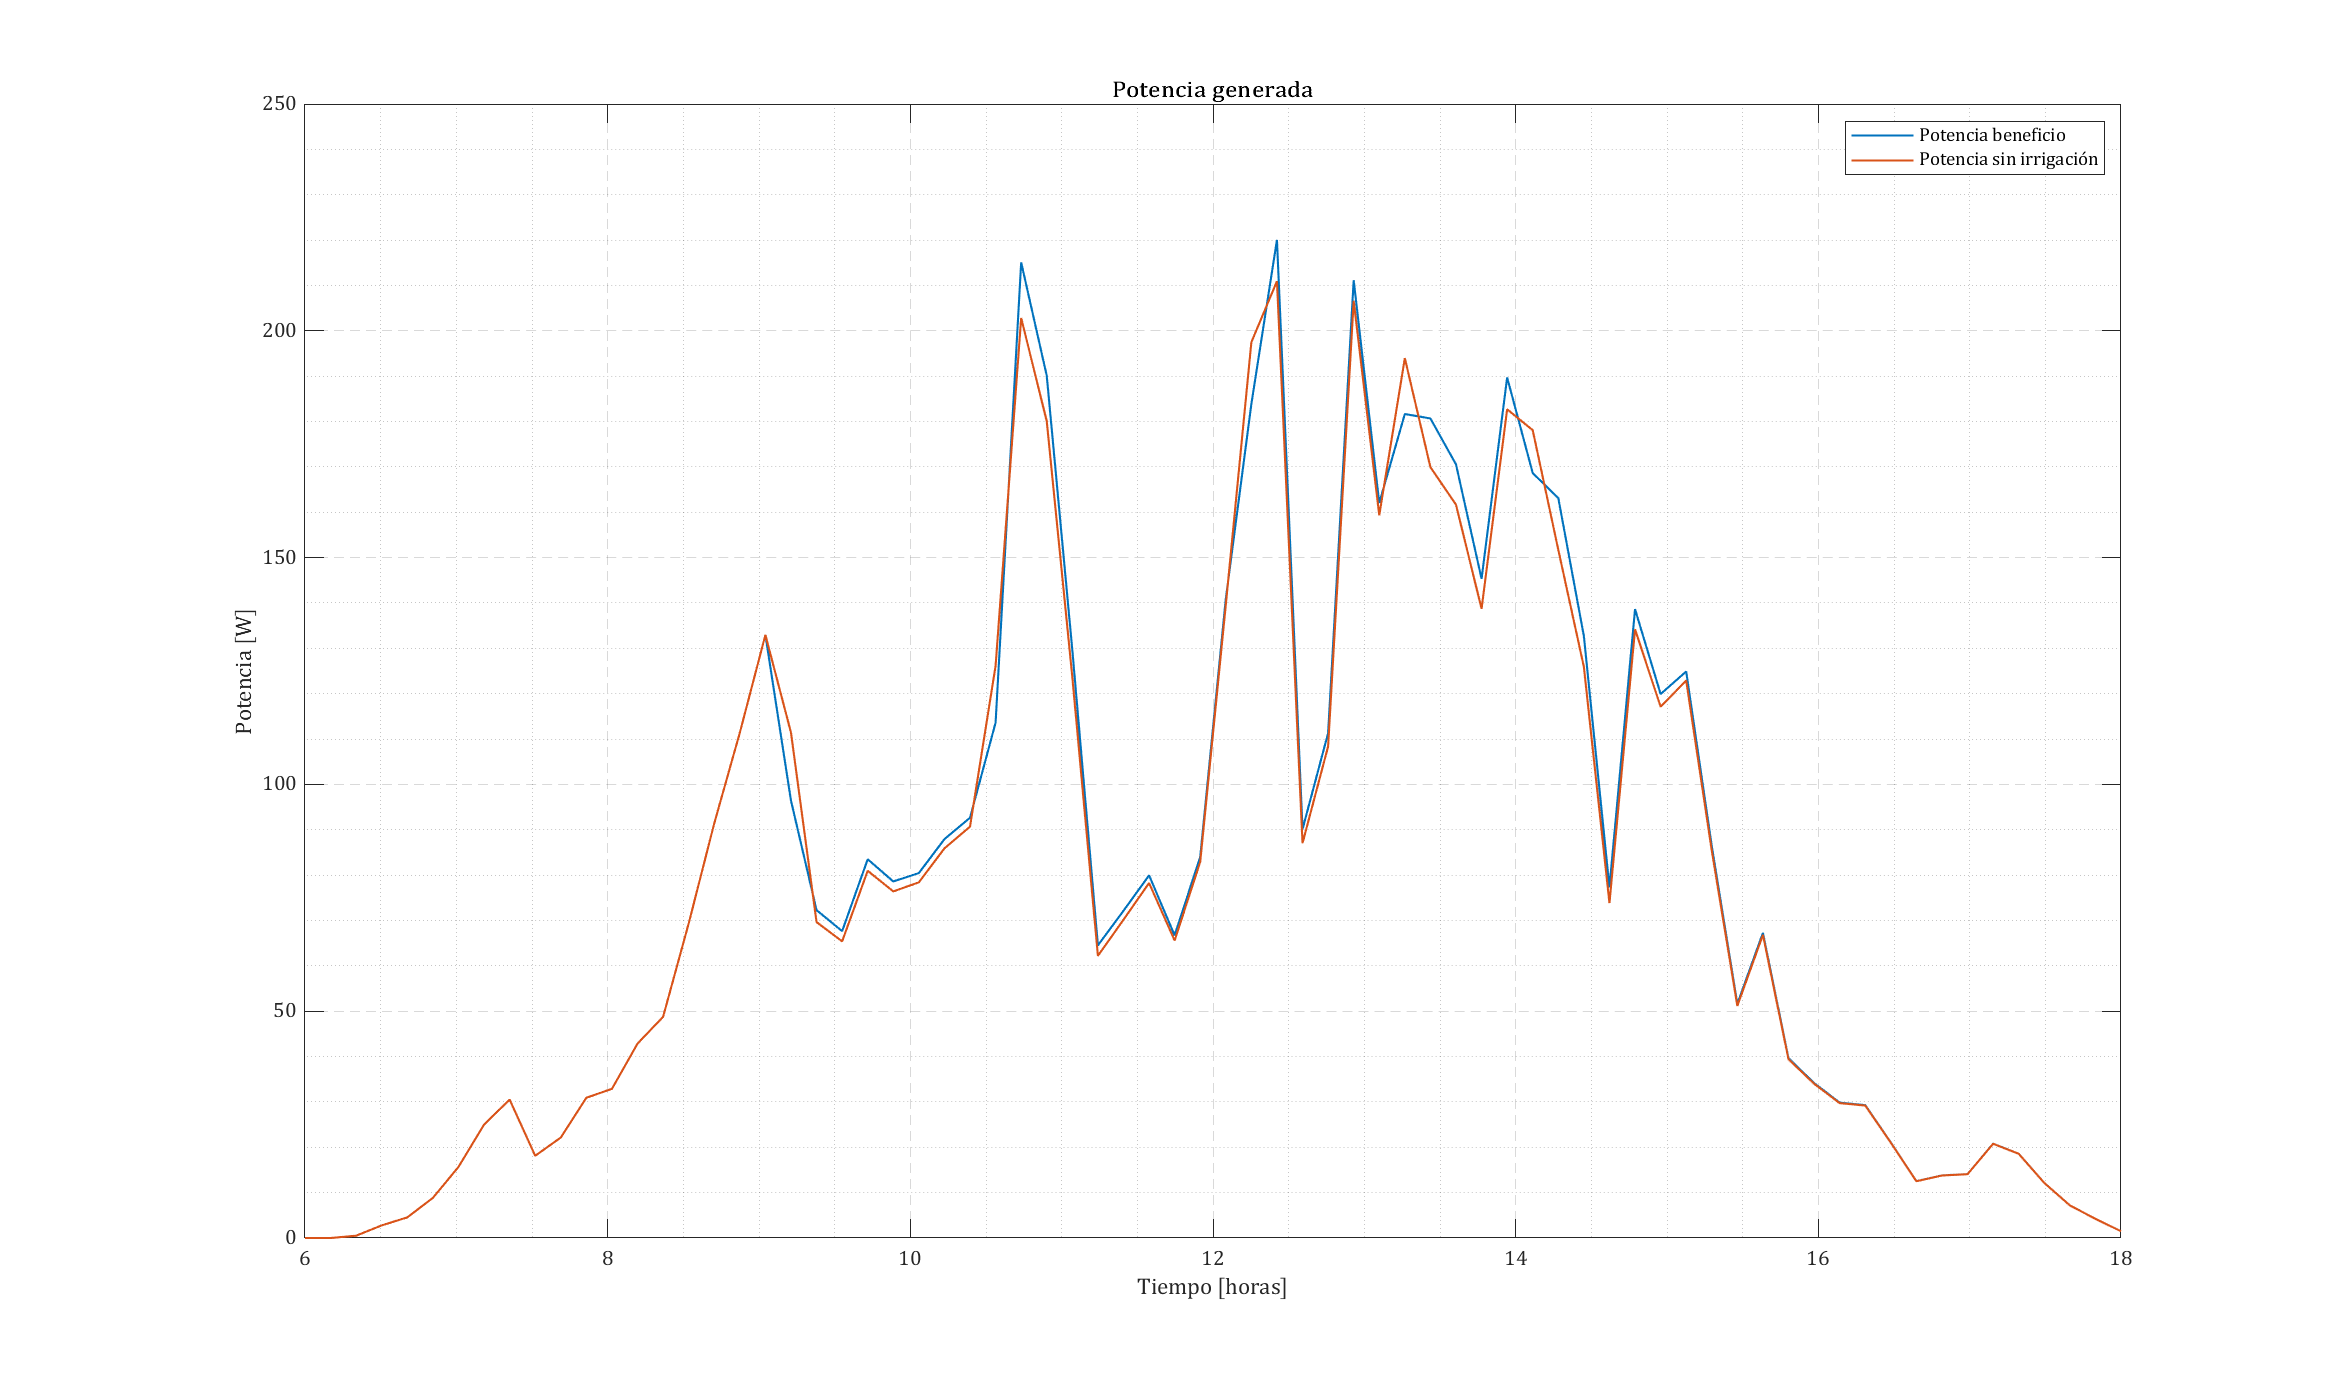 Potencia generada
250
200
150
100
50
0
Potencia [W]
Potencia beneficio
Potencia sin irrigación
6 8 10 12 14 16 18
Tiempo [horas]